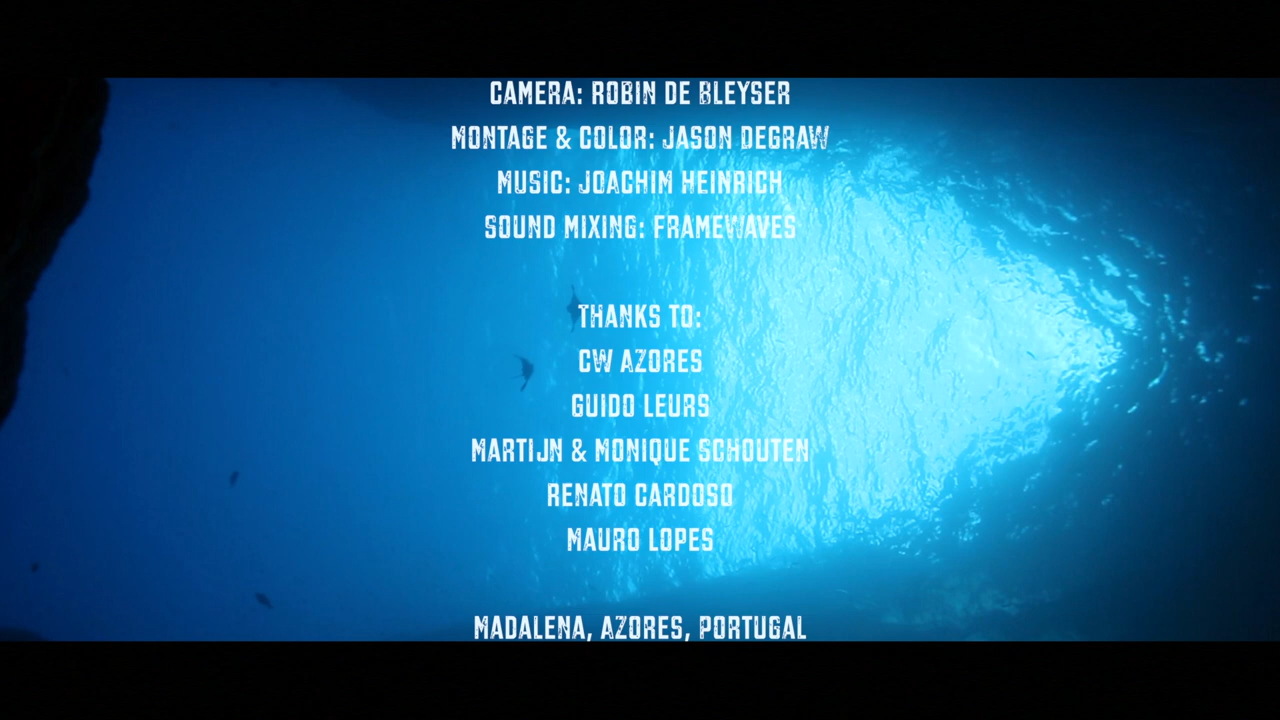 CAMERA: ROBIN DE BLEYSER
MONTAGE & COLOR: JASON DEGRAW
MUSIC: JOACHIM HEINRICH
SOUND MIXING: FRAMEWAVES
THANKS TO:
CW AZORES
GUIDO LEURS
MARTIJN & MONIQUE SCHOUTEN
RENATO CARDOSO
MAURO LOPES
MADALENA, AZORES, PORTUGAL